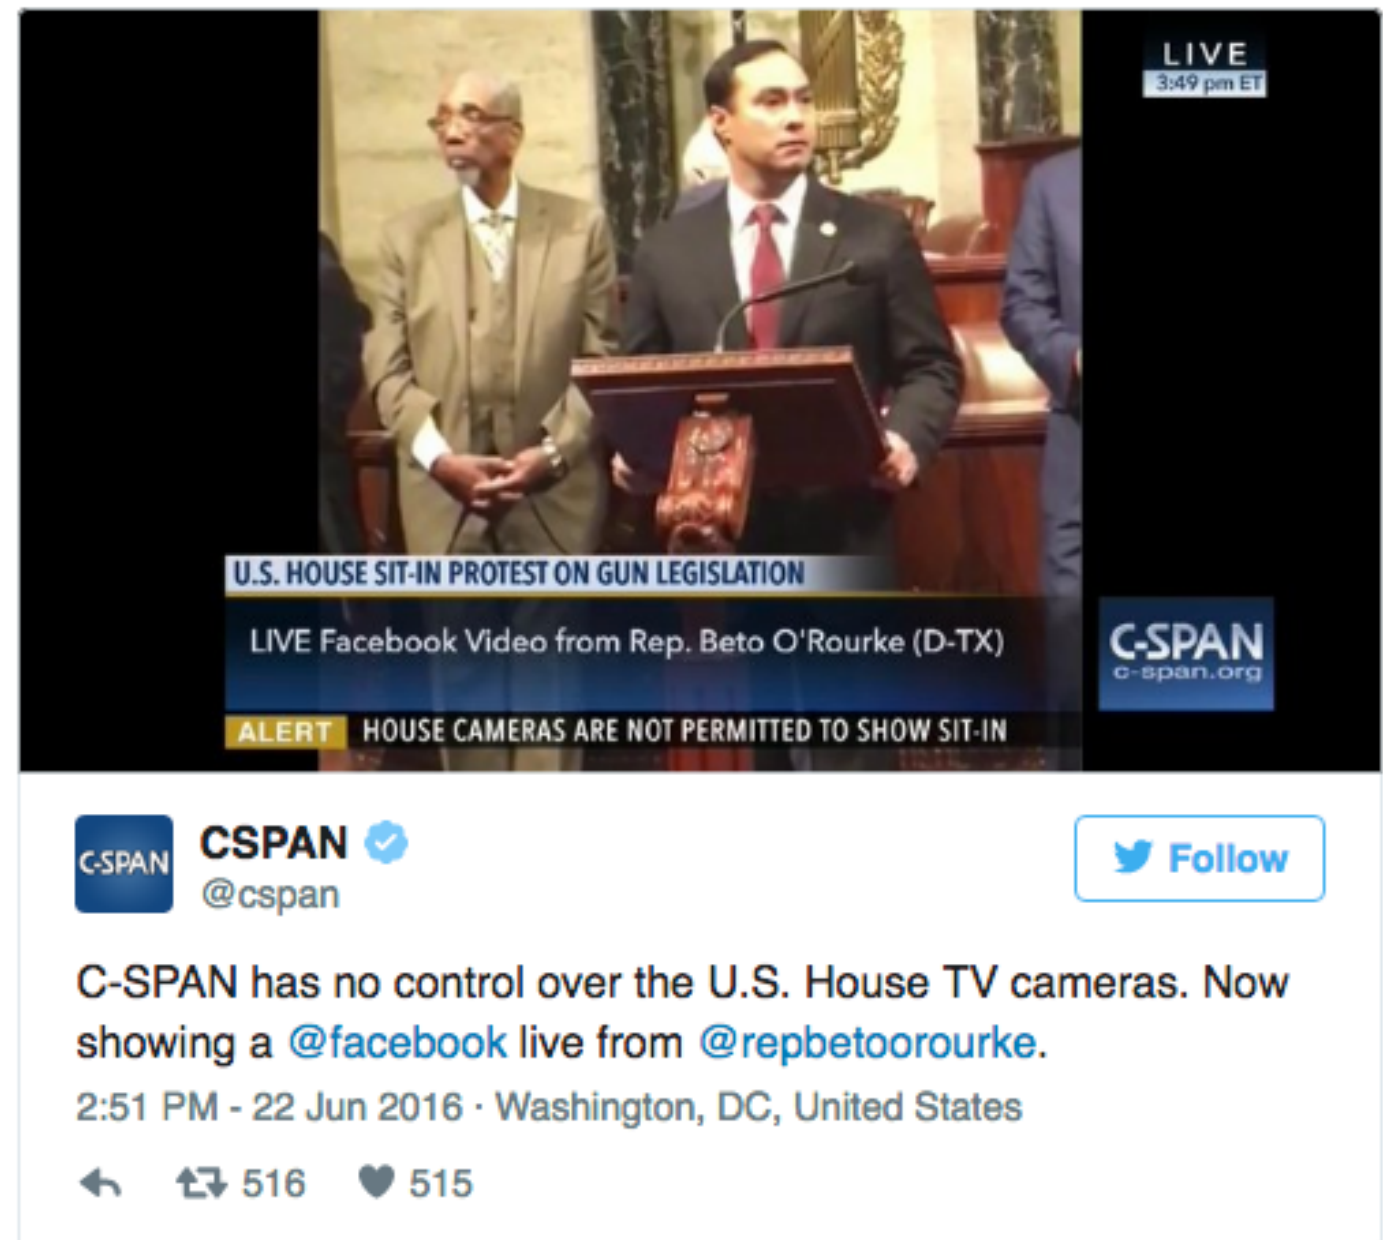 LIVE
3:49 pm ET
U.S. HOUSE SIT-IN PROTEST ON GUN LEGISLATION
LIVE Facebook Video from Rep. Beto O'Rourke (D-TX)
C-SPAN
c-span.org
ALERT HOUSE CAMERAS ARE NOT PERMITTED TO SHOW SIT-IN
C-SPAN
CSPAN
@cspan
Follow
C-SPAN has no control over the U.S. House TV cameras. Now
showing a @facebook live from @repbetoorourke.
2:51 PM - 22 Jun 2016 · Washington, DC, United States
516 515